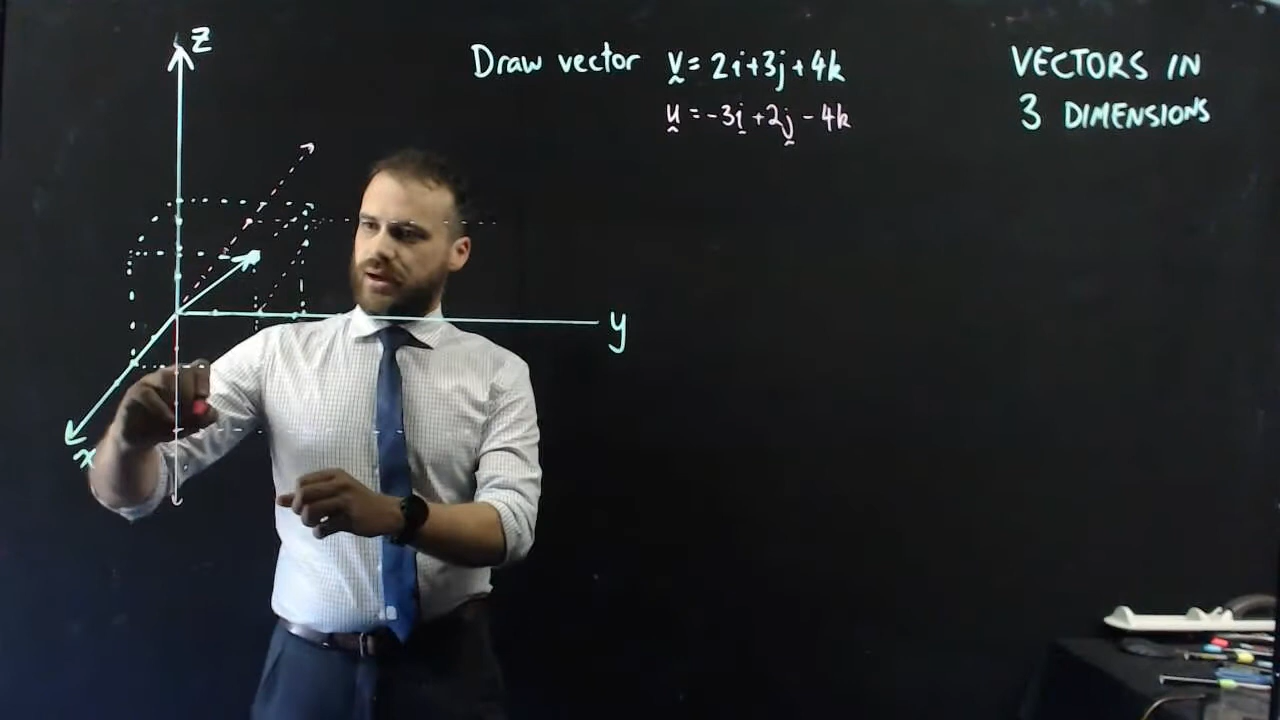 z
Draw vector v = 2i+3j+4k
u = -3i +2j - 4k
VECTORS IN
3 DIMENSIONS
y
x